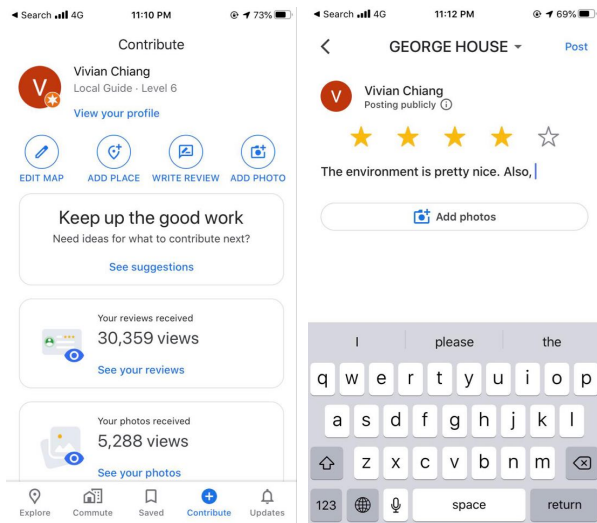 Search 4G 11:10 PM 73%
Contribute
V
Vivian Chiang
Local Guide · Level 6
View your profile
EDIT MAP ADD PLACE WRITE REVIEW ADD PHOTO
Keep up the good work
Need ideas for what to contribute
next?
See suggestions
Your reviews received
30,359 views
See your reviews
Your photos received
5,288 views
See your photos
Explore Commute Saved Contribute Updates
Search 4G 11:12 PM 69%
GEORGE HOUSE Post
V
Vivian Chiang
Posting publicly
The environment is pretty nice. Also,
Add photos
I please the
q w e r t y u i o p
a s d f g h j k l
z x c v b n m
123 space return